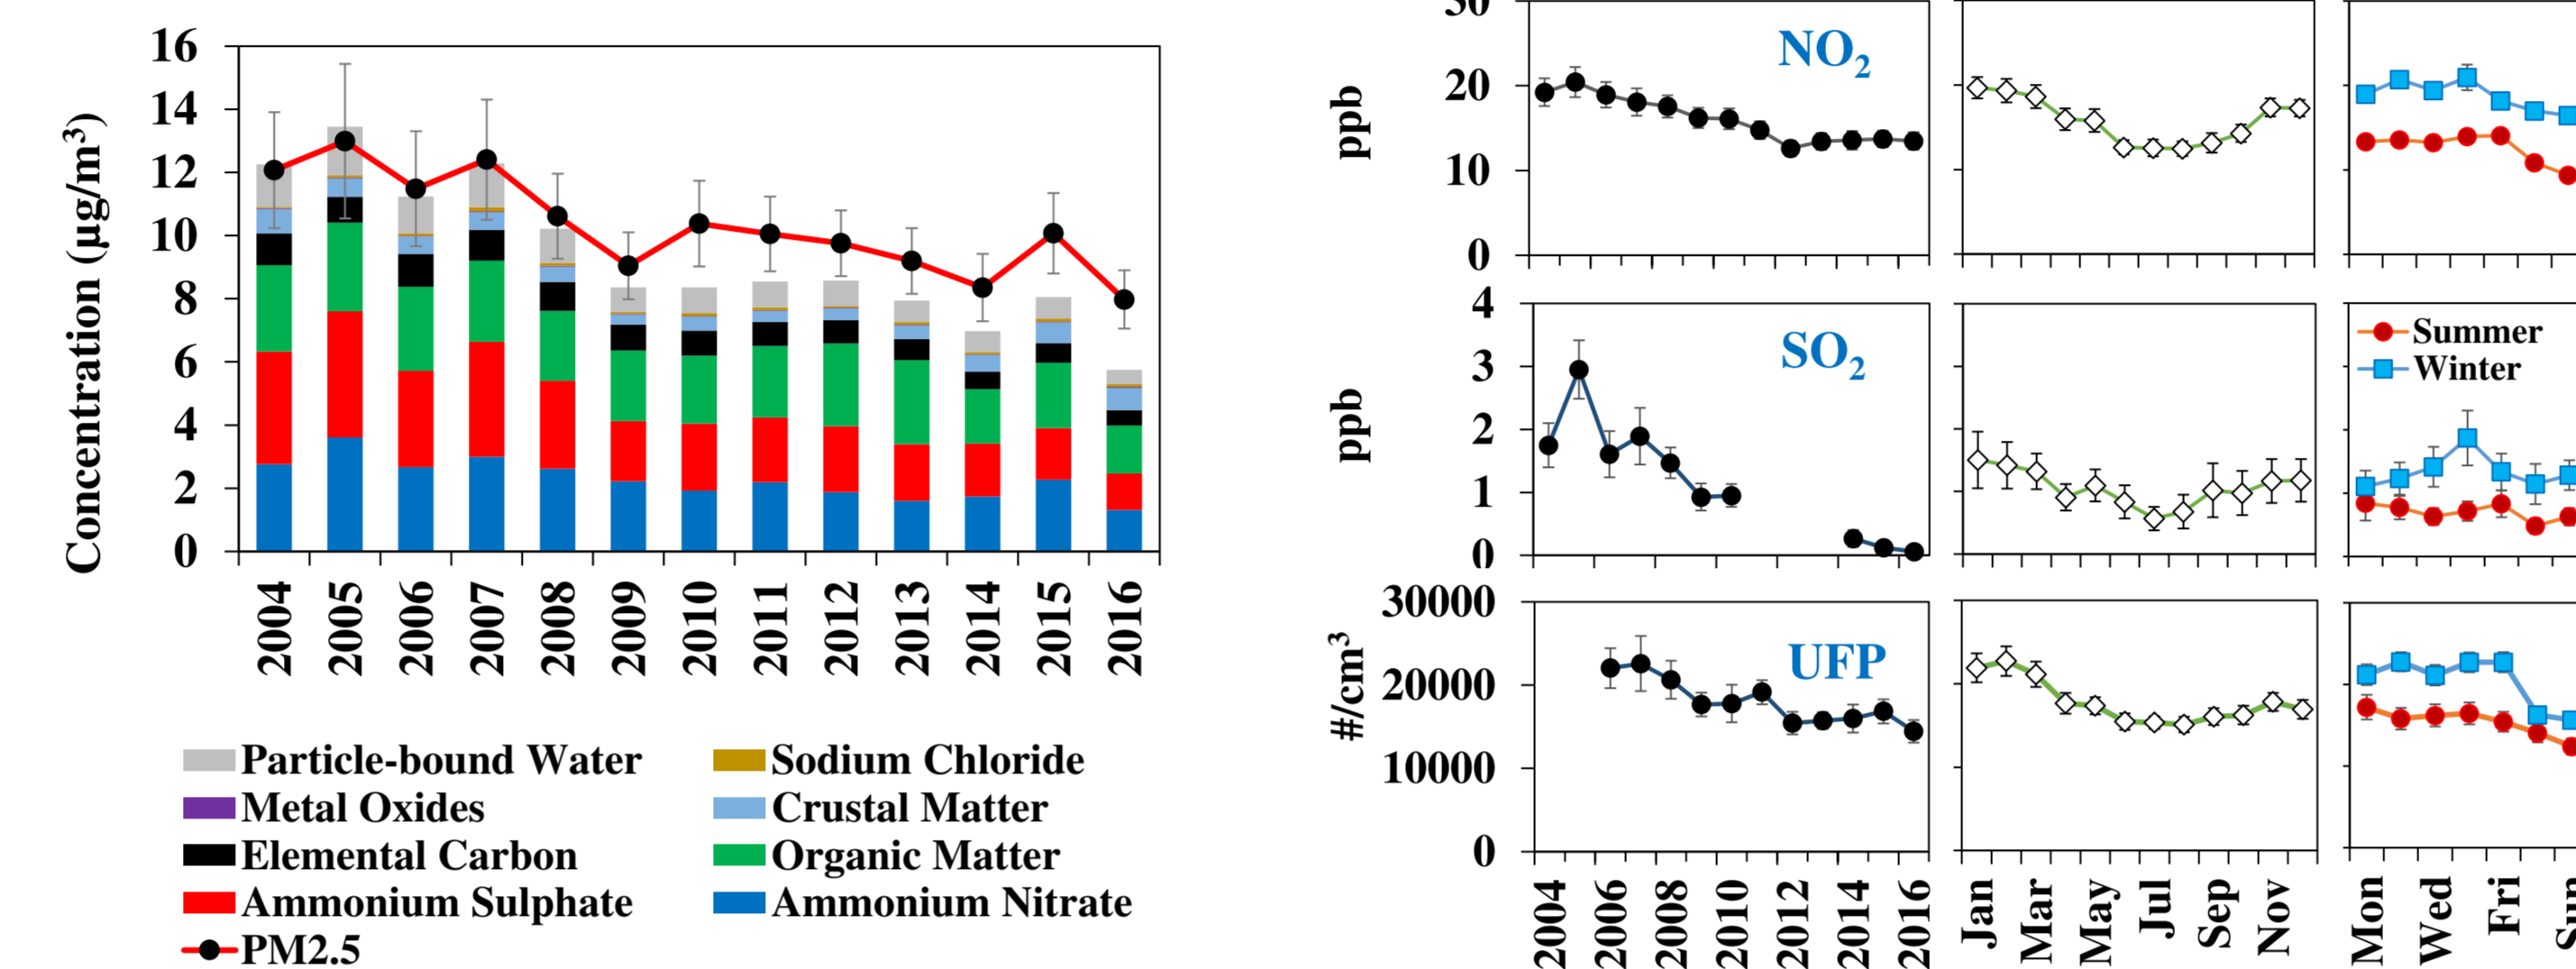 Concentration (µg/m³)
16
14
12
10
8
6
4
2
0
2004 2005 2006 2007 2008 2009 2010 2011 2012 2013 2014 2015 2016
Particle-bound Water
Sodium Chloride
Metal Oxides
Crustal Matter
Elemental Carbon
Organic Matter
Ammonium Sulphate
Ammonium Nitrate
PM2.5
ppb
30
20
10
0
NO₂
ppb
4
3
2
1
0
SO₂
Summer
Winter
#/cm³
30000
20000
10000
0
UFP
2004 2006 2008 2010 2012 2014 2016
Jan Mar May Jul Sep Nov
Mon Wed Fri Sun